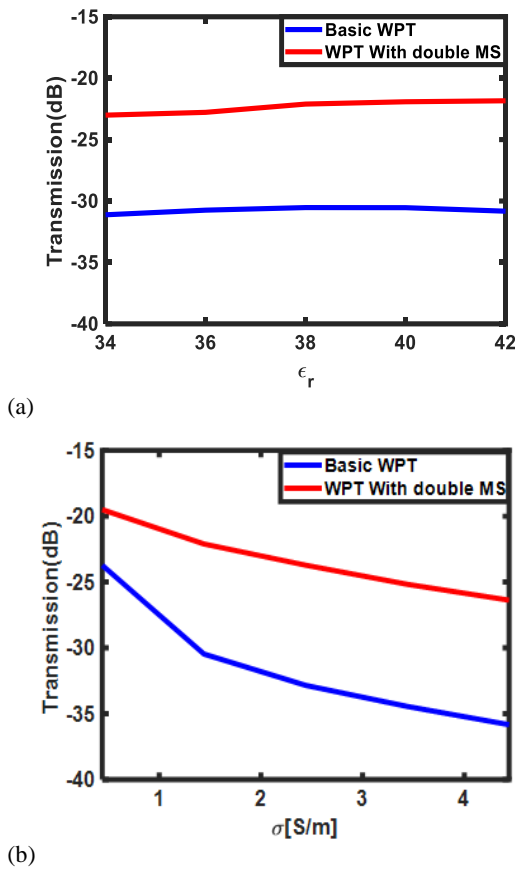 -15
Basic WPT
WPT With double MS
-20
-25
-30
-35
-40
Transmission(dB)
34 36 38 40 42
ϵr
(a)
-15
Basic WPT
WPT With double MS
-20
-25
-30
-35
-40
Transmission(dB)
1 2 3 4
σ[S/m]
(b)